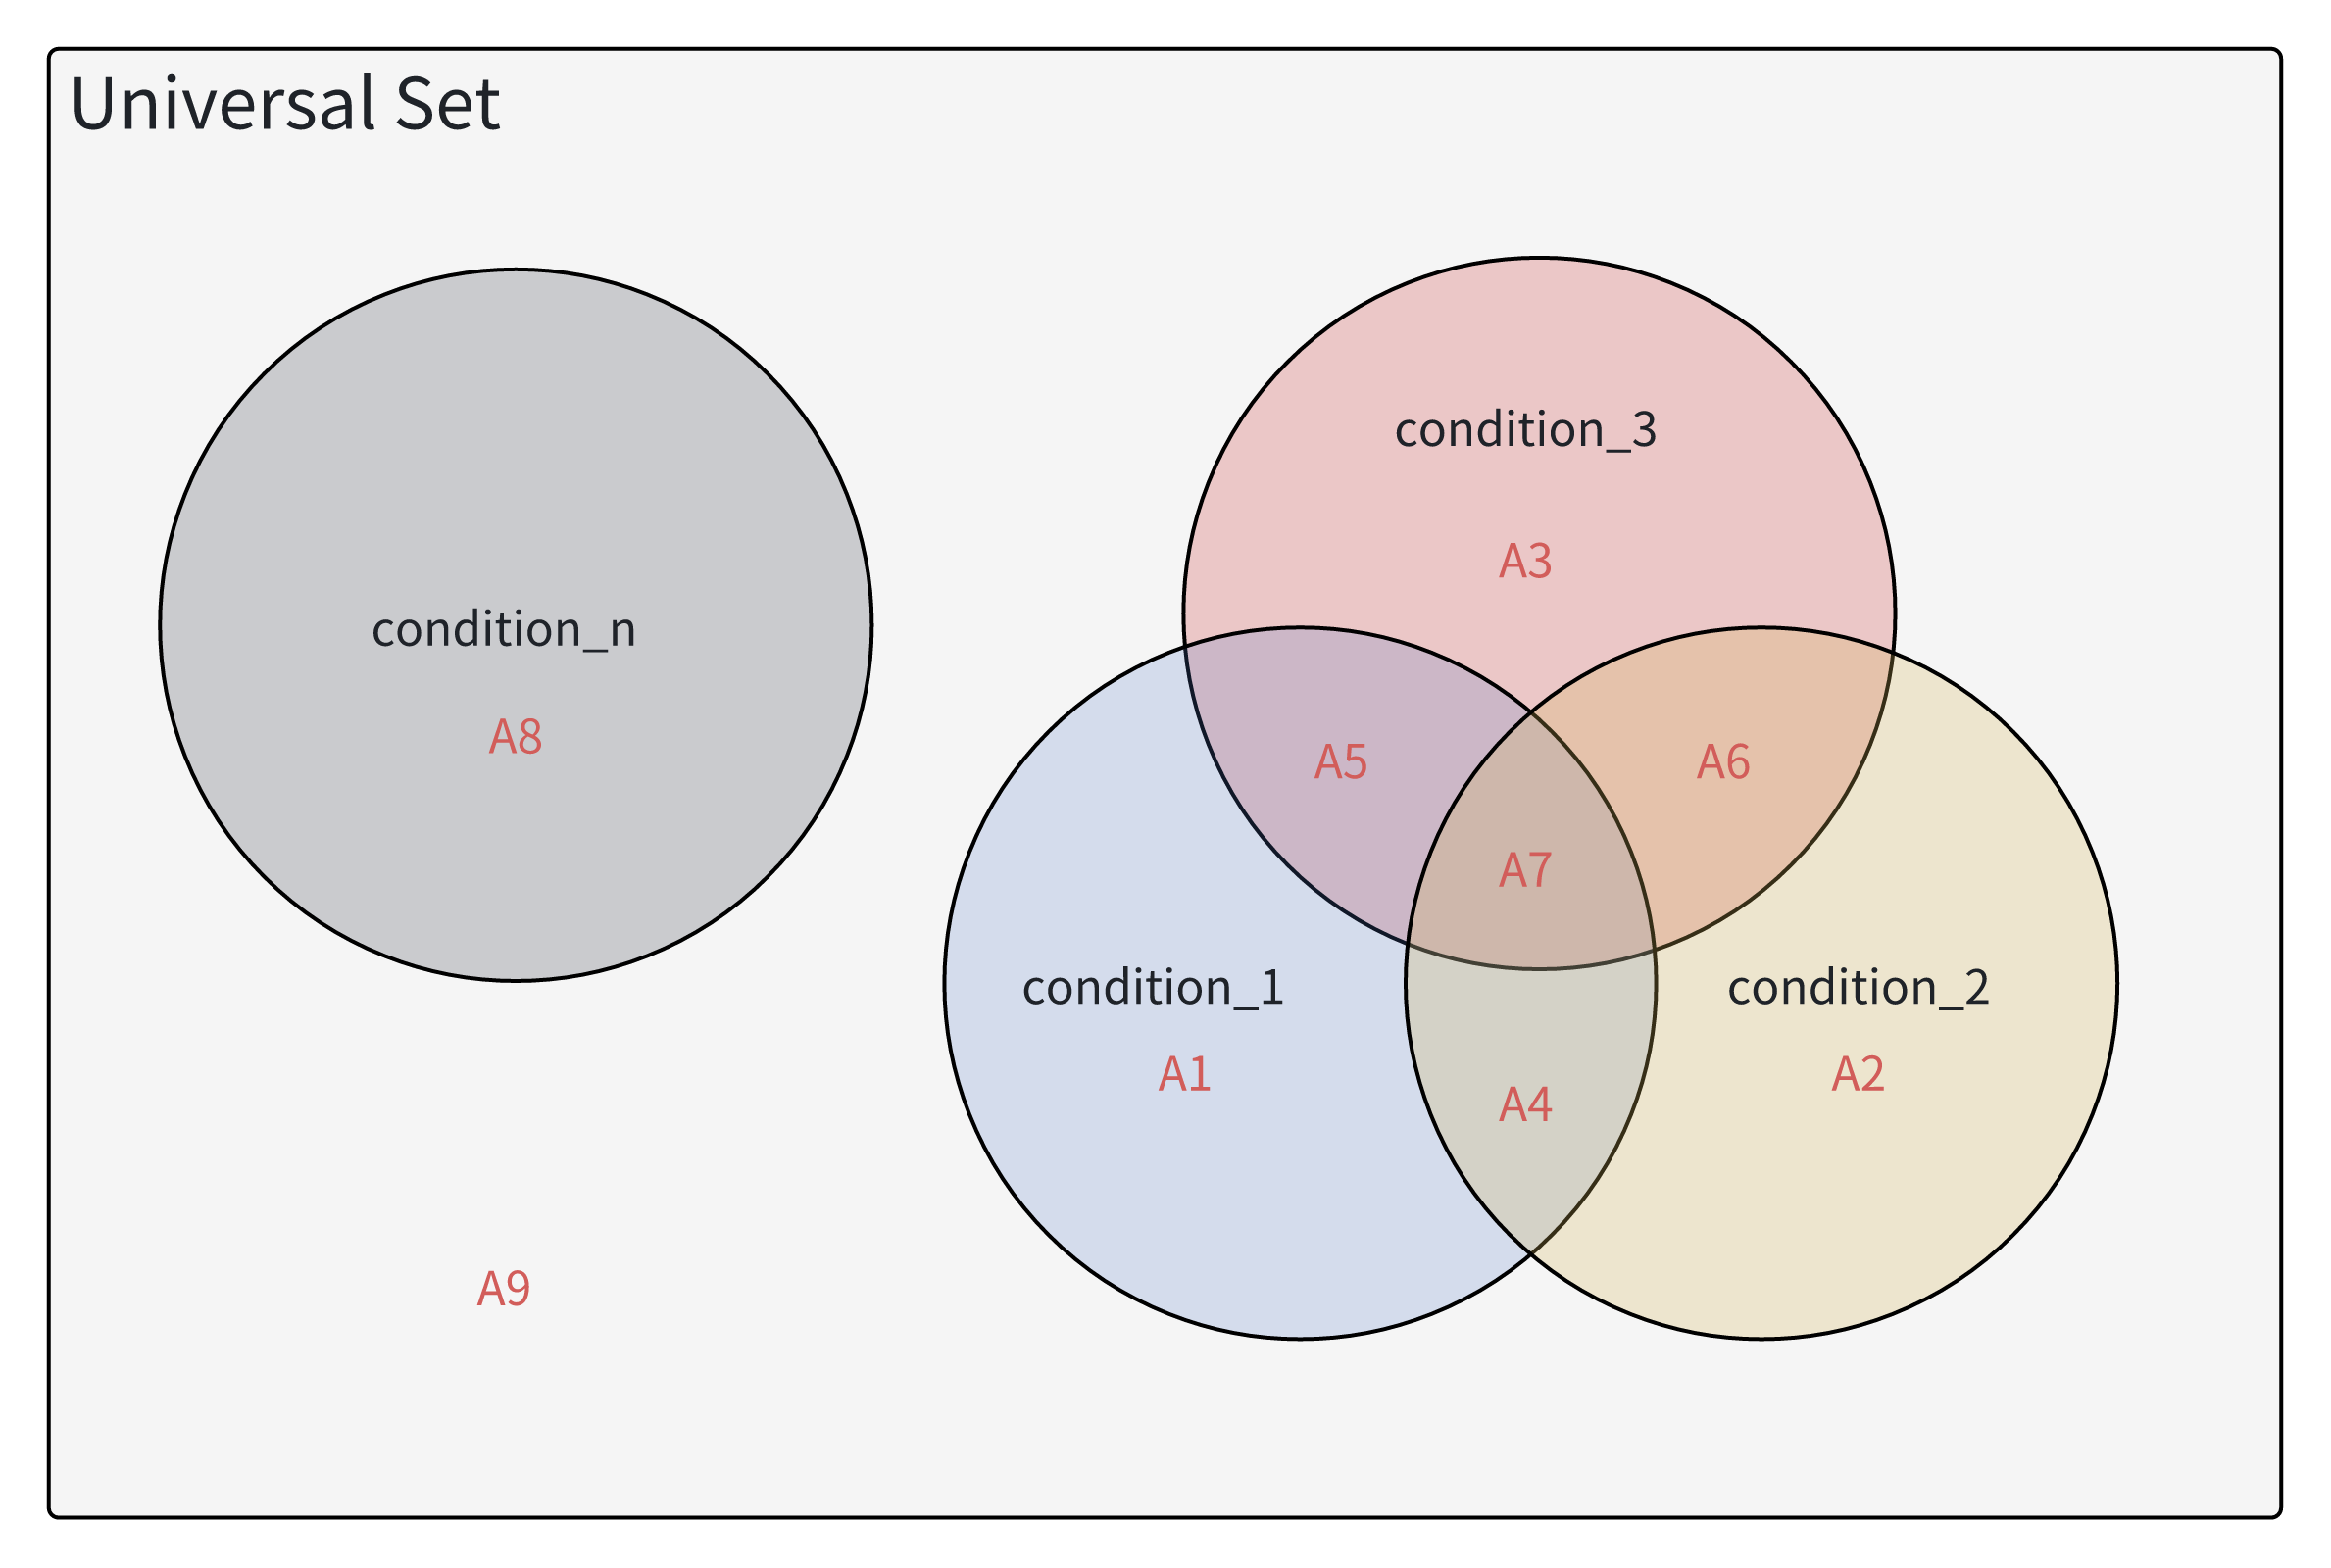 Universal Set
condition_3
A3
condition_n
A8
A5
A6
A7
condition_1
condition_2
A1
A2
A4
A9